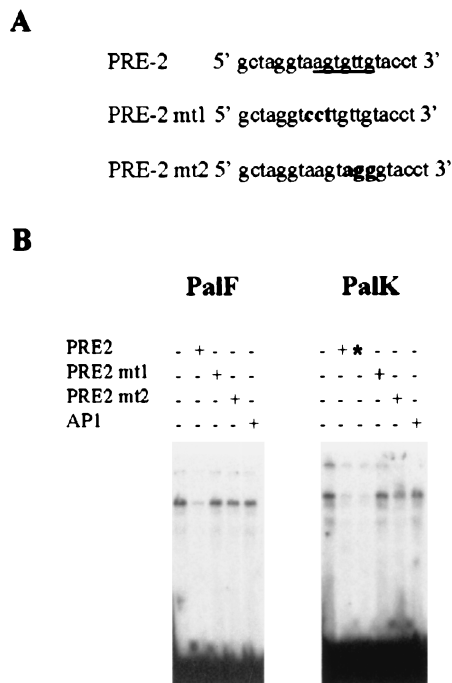 A
PRE-2 5' gctaggtaagtgttgtacct 3'
PRE-2 mt1 5' gctaggtccttgttgtacct 3'
PRE-2 mt2 5' gctaggtaagtagggtacct 3'
B
PalF PalK
PRE2 - + - - - - + * - - -
PRE2 mt1 - - + - - - - - + - -
PRE2 mt2 - - - + - - - - - + -
AP1 - - - - + - - - - - +